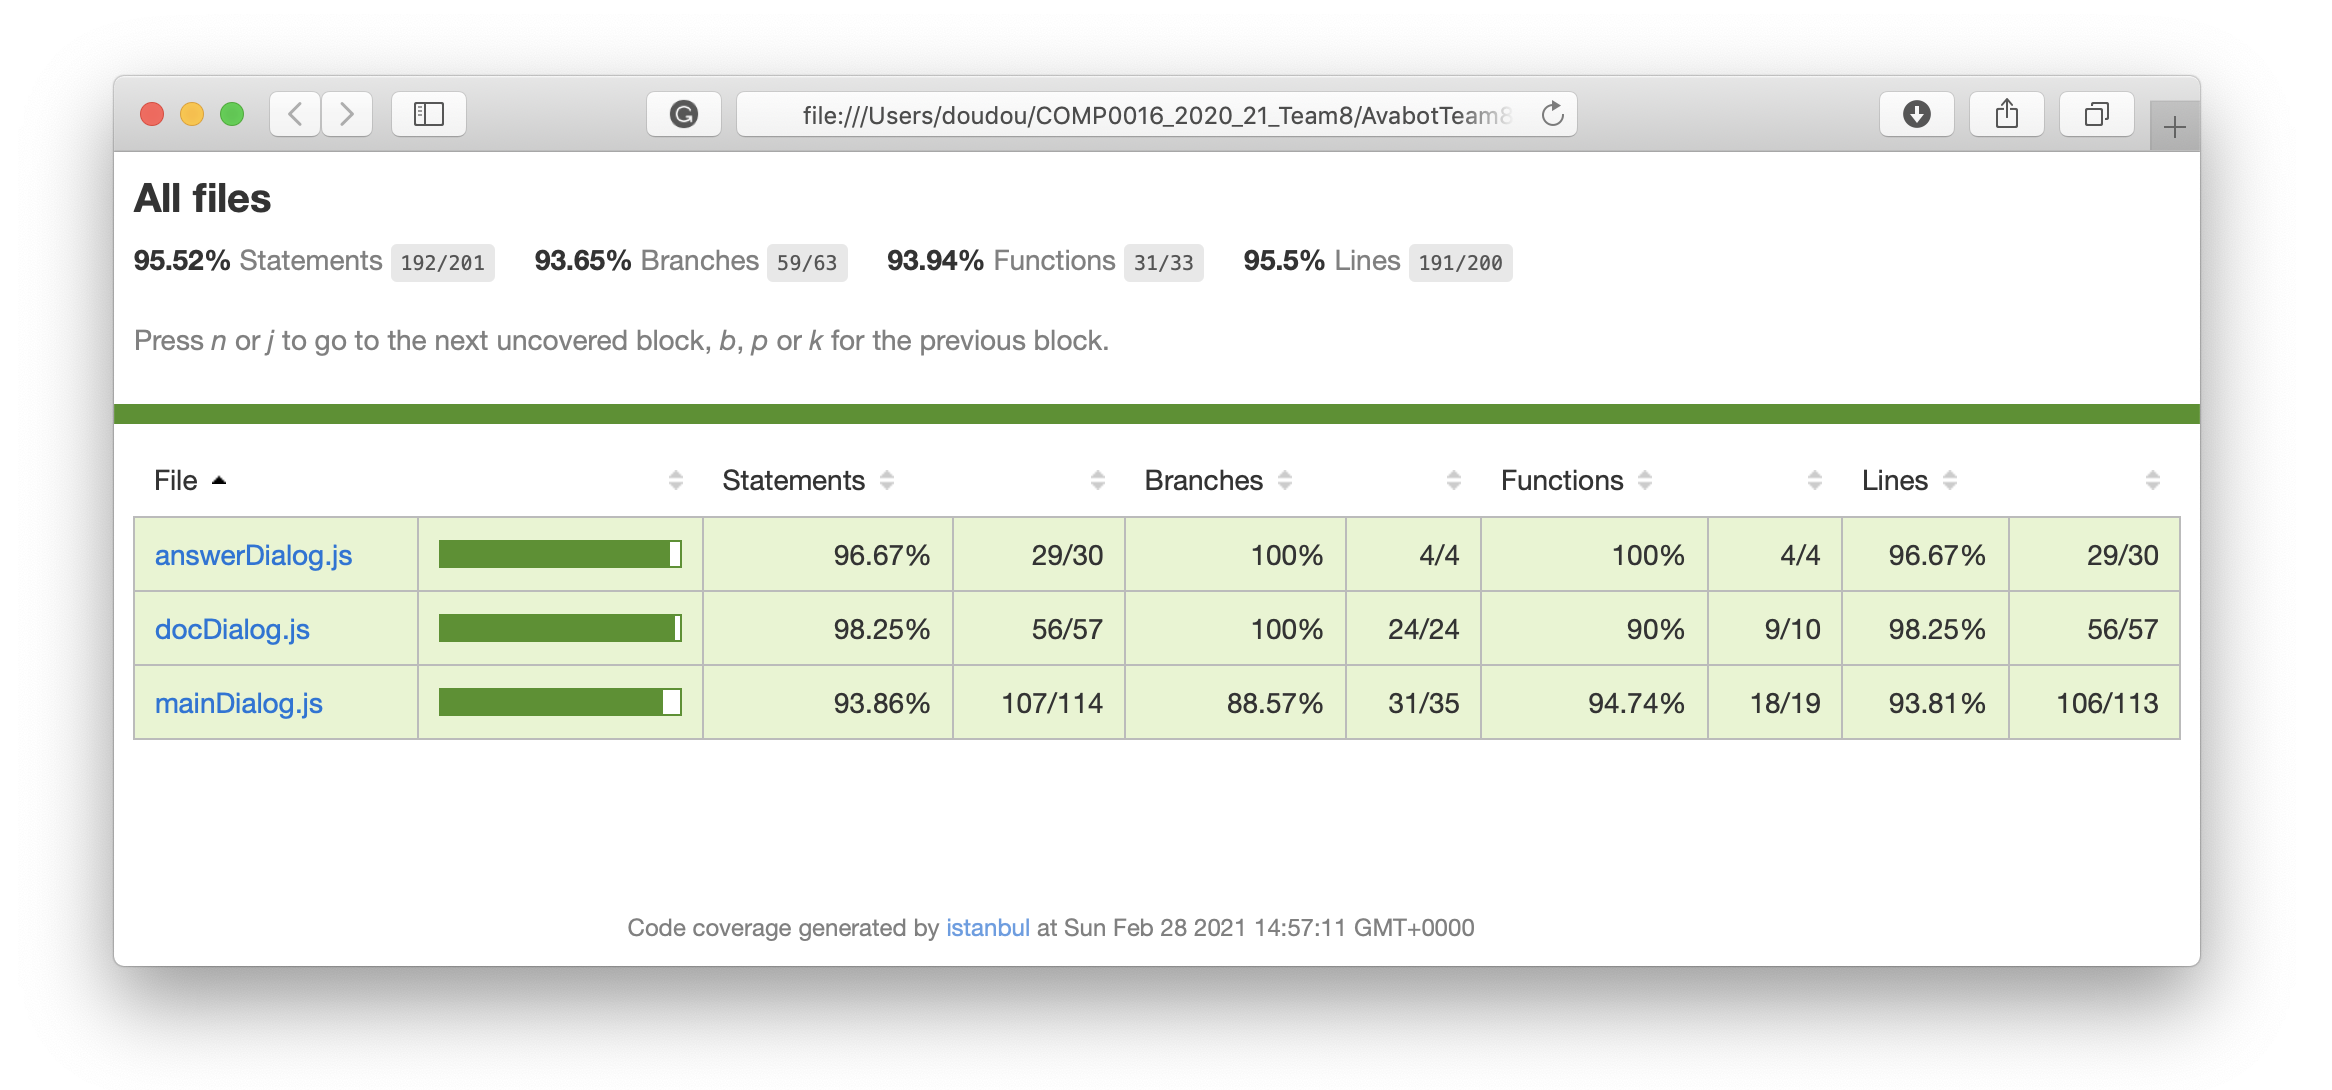 file:///Users/doudou/COMP0016_2020_21_Team8/AvabotTeam8
All files
95.52% Statements 192/201 93.65% Branches 59/63 93.94% Functions 31/33 95.5% Lines 191/200
Press n or j to go to the next uncovered block, b, p or k for the previous block.
File Statements Branches Functions Lines
answerDialog.js 96.67% 29/30 100% 4/4 100% 4/4 96.67% 29/30
docDialog.js 98.25% 56/57 100% 24/24 90% 9/10 98.25% 56/57
mainDialog.js 93.86% 107/114 88.57% 31/35 94.74% 18/19 93.81% 106/113
Code coverage generated by istanbul at Sun Feb 28 2021 14:57:11 GMT+0000